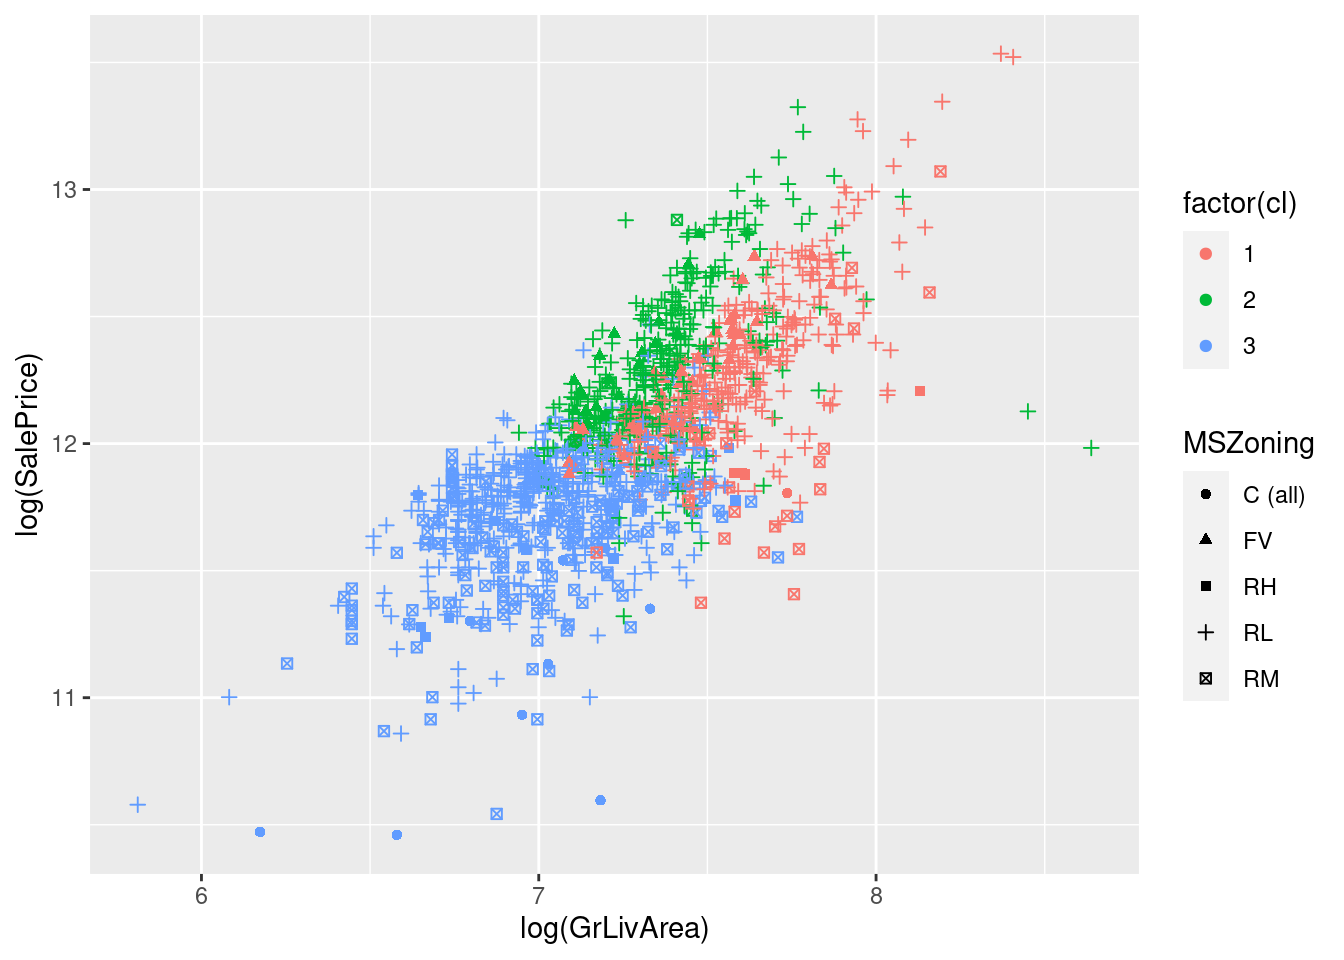 13
12
11
6 7 8
log(GrLivArea)
log(SalePrice)
factor(cl)
1
2
3
MSZoning
C (all)
FV
RH
RL
RM